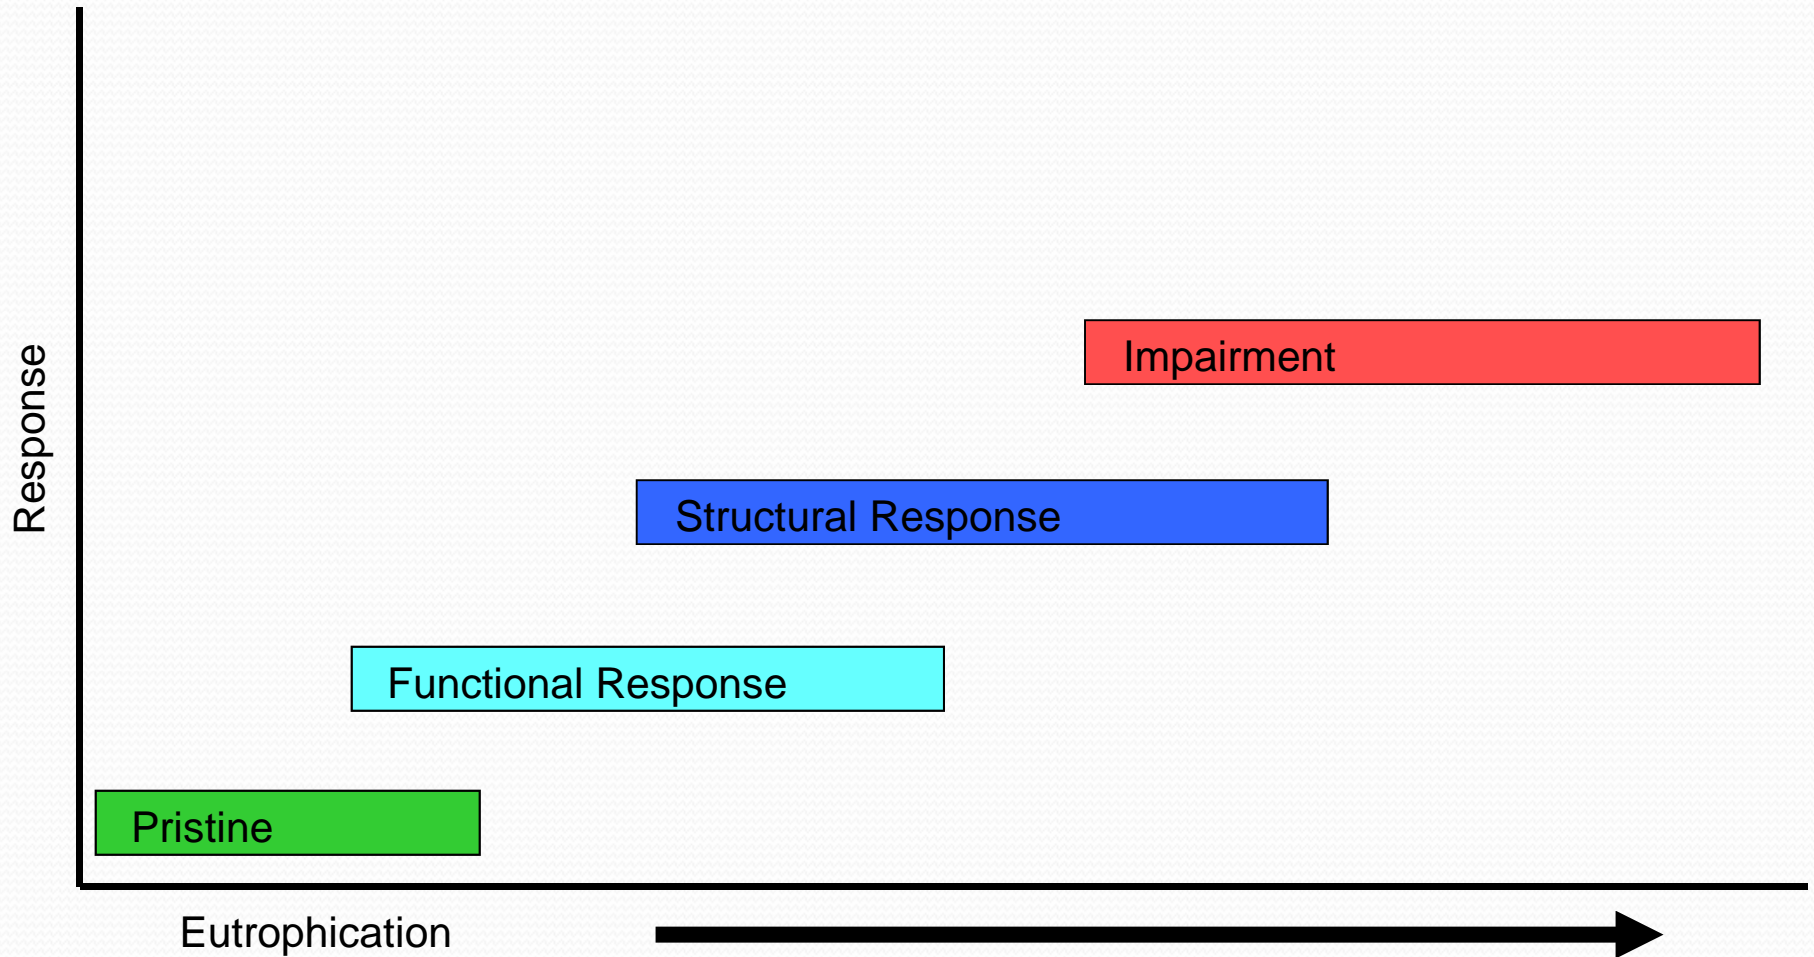 Response
Impairment
Structural Response
Functional Response
Pristine
Eutrophication